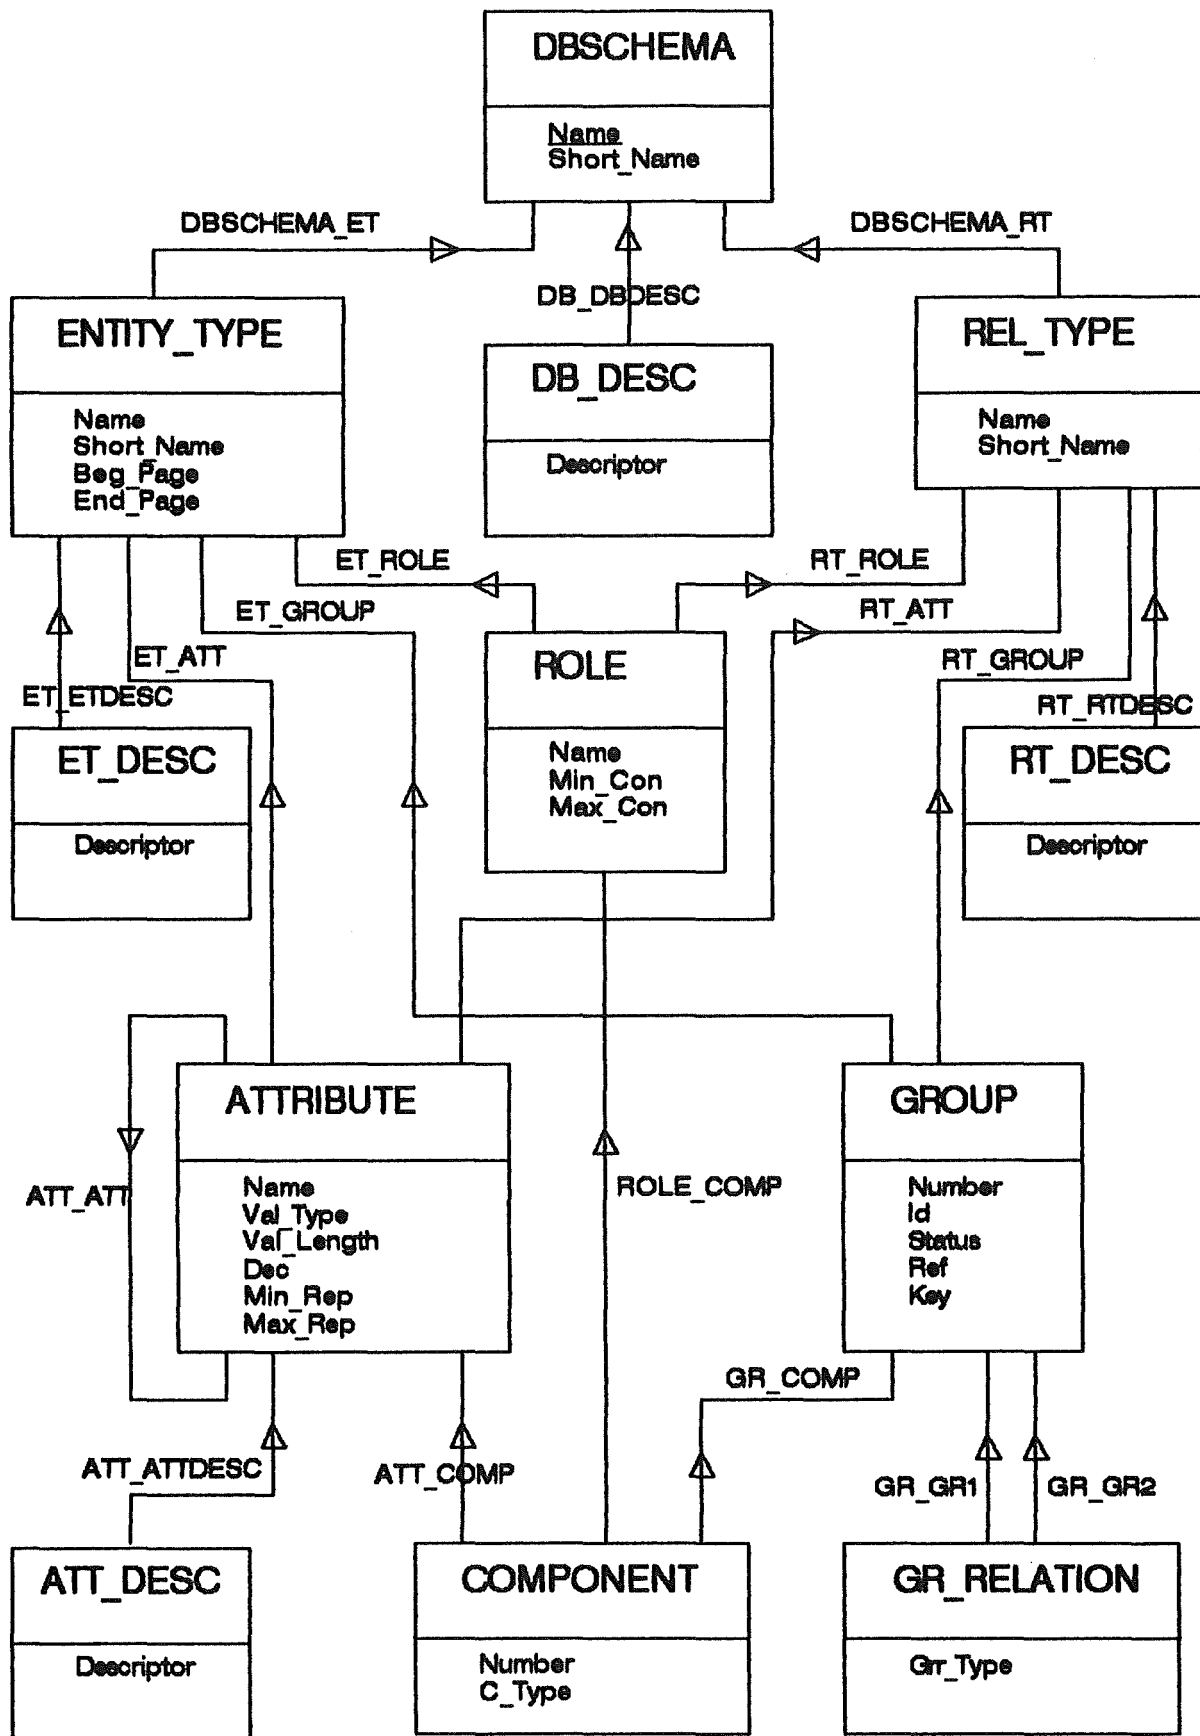 DBSCHEMA
Name
Short_Name
DBSCHEMA_ET
DBSCHEMA_RT
DB_DBDESC
ENTITY_TYPE
Name
Short_Name
Beg_Page
End_Page
DB_DESC
Descriptor
REL_TYPE
Name
Short_Name
ET_ROLE
RT_ROLE
ET_GROUP
RT_ATT
ET_ATT
RT_GROUP
ET_ETDESC
RT_RTDESC
ROLE
Name
Min_Con
Max_Con
ET_DESC
Descriptor
RT_DESC
Descriptor
ATTRIBUTE
Name
Val_Type
Val_Length
Dec
Min_Rep
Max_Rep
ATT_ATT
ROLE_COMP
GROUP
Number
Id
Status
Ref
Key
GR_COMP
ATT_ATTDESC
ATT_COMP
GR_GR1
GR_GR2
ATT_DESC
Descriptor
COMPONENT
Number
C_Type
GR_RELATION
Grr_Type